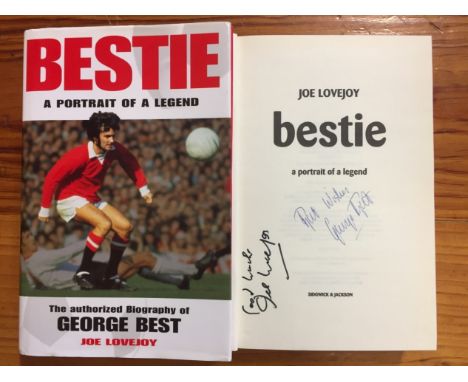 BESTIE
A PORTRAIT OF A LEGEND
The authorized Biography of
GEORGE BEST
JOE LOVEJOY
JOE LOVEJOY
bestie
a portrait of a legend
Best Wishes
George Best
Good luck
Joe Lovejoy
SIDGWICK & JACKSON